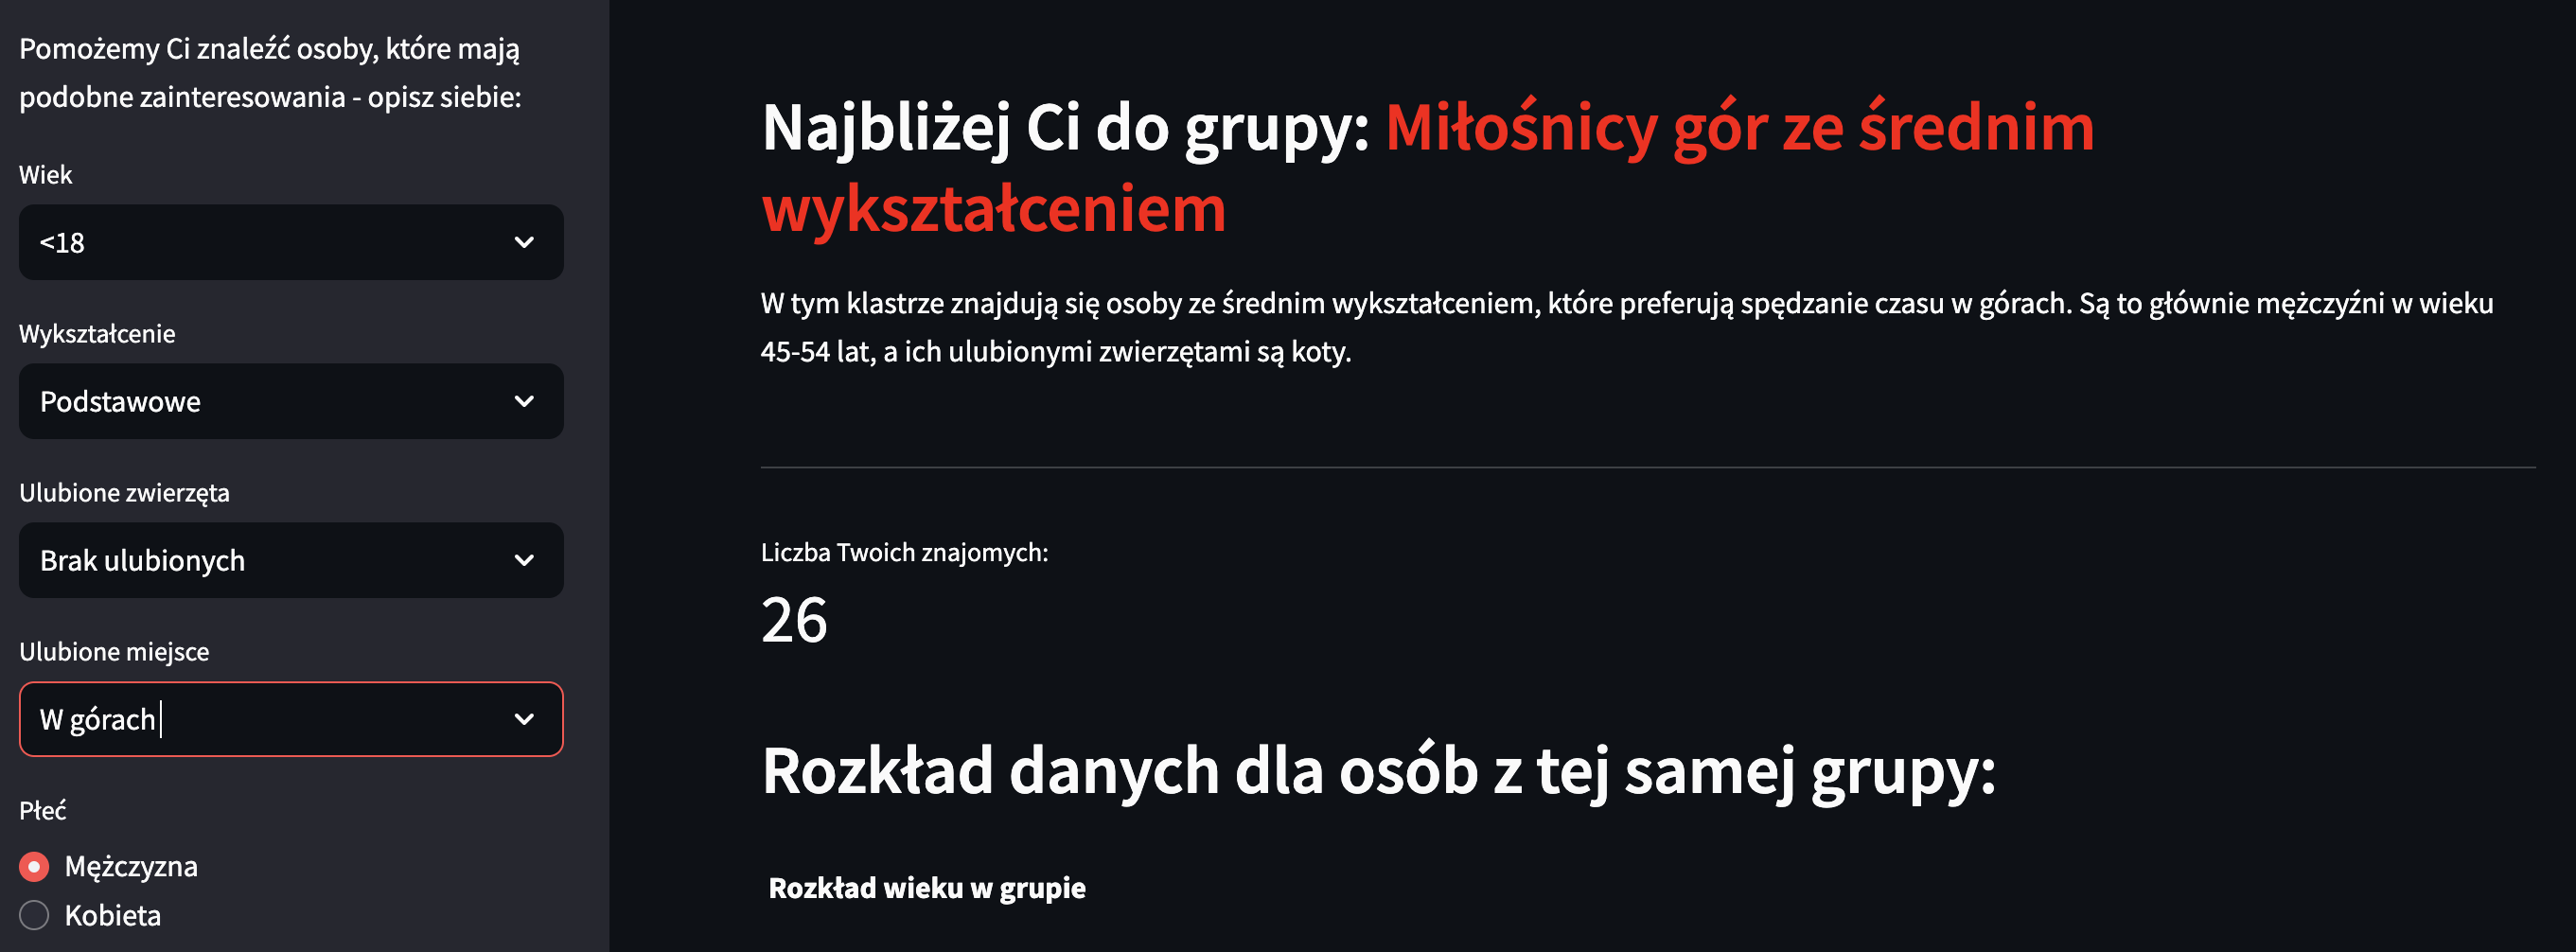 Pomożemy Ci znaleźć osoby, które mają
podobne zainteresowania - opisz siebie:
Wiek
<18
Wykształcenie
Podstawowe
Ulubione zwierzęta
Brak ulubionych
Ulubione miejsce
W górach
Płeć
Mężczyzna
Kobieta
Najbliżej Ci do grupy: Miłośnicy gór ze średnim
wykształceniem
W tym klastrze znajdują się osoby ze średnim wykształceniem, które preferują spędzanie czasu w górach. Są to głównie mężczyźni w wieku
45-54 lat, a ich ulubionymi zwierzętami są koty.
Liczba Twoich znajomych:
26
Rozkład danych dla osób z tej samej grupy:
Rozkład wieku w grupie